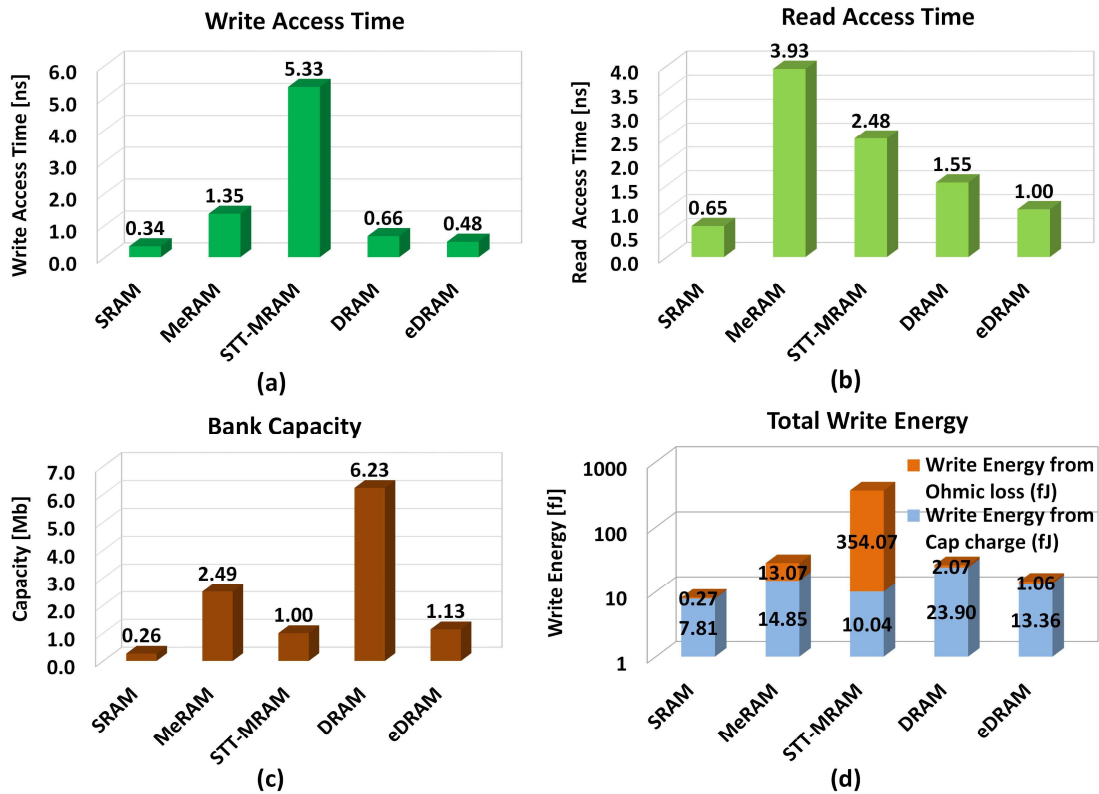 Write Access Time
Write Access Time [ns]
6.0
5.0
4.0
3.0
2.0
1.0
0.0
0.34
1.35
5.33
0.66
0.48
SRAM
MeRAM
STT-MRAM
DRAM
eDRAM
(a)
Read Access Time
Read Access Time [ns]
4.0
3.5
3.0
2.5
2.0
1.5
1.0
0.5
0.0
0.65
3.93
2.48
1.55
1.00
SRAM
MeRAM
STT-MRAM
DRAM
eDRAM
(b)
Bank Capacity
Capacity [Mb]
7.0
6.0
5.0
4.0
3.0
2.0
1.0
0.0
0.26
2.49
1.00
6.23
1.13
SRAM
MeRAM
STT-MRAM
DRAM
eDRAM
(c)
Total Write Energy
Write Energy [fJ]
1000
100
10
1
Write Energy from
Ohmic loss (fJ)
Write Energy from
Cap charge (fJ)
0.27
7.81
13.07
14.85
354.07
10.04
2.07
23.90
1.06
13.36
SRAM
MeRAM
STT-MRAM
DRAM
eDRAM
(d)